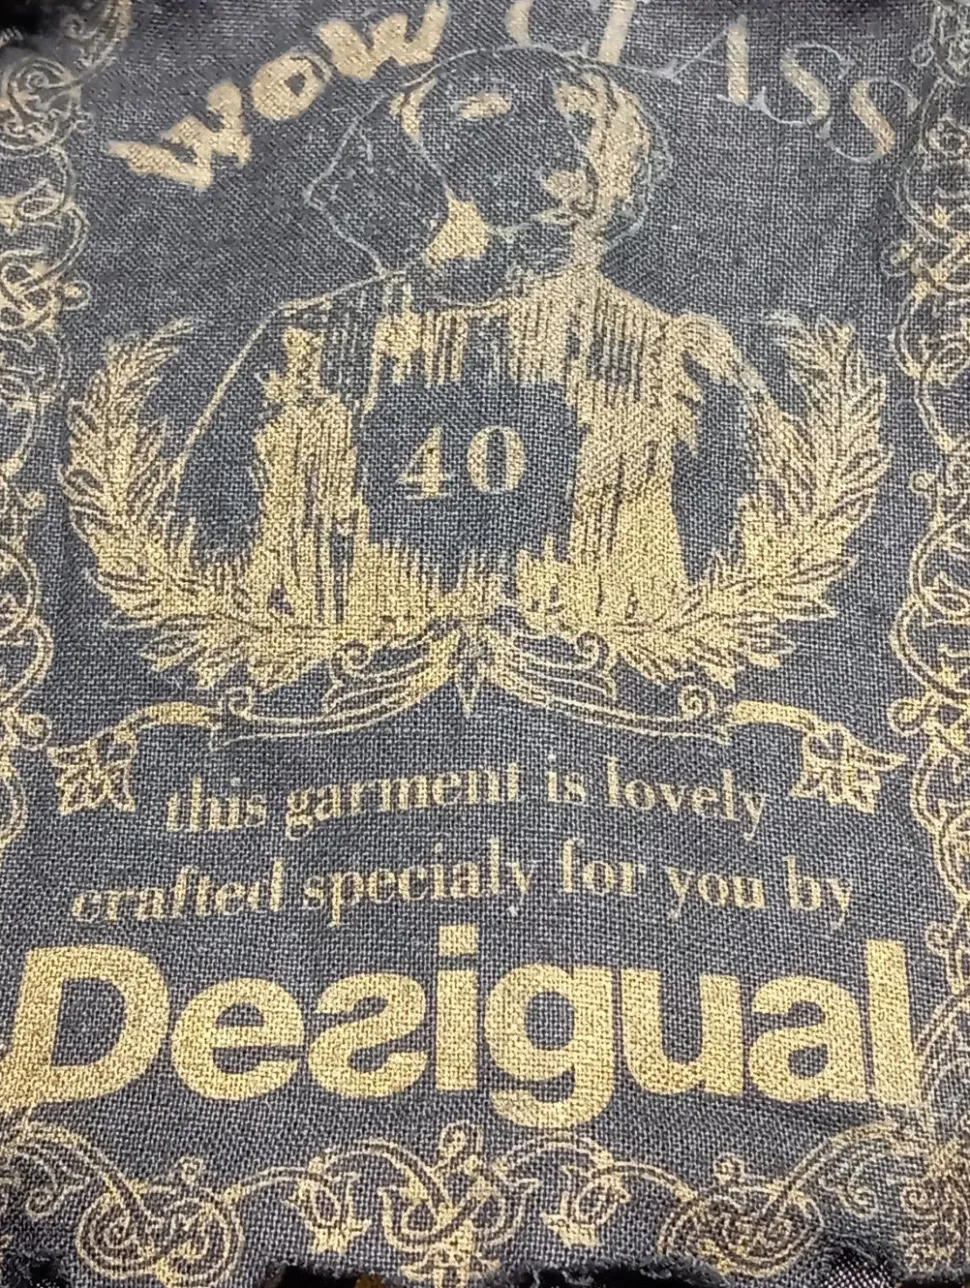 WOW CLASS
40
this garment is lovely
crafted specialy for you by
Desigual